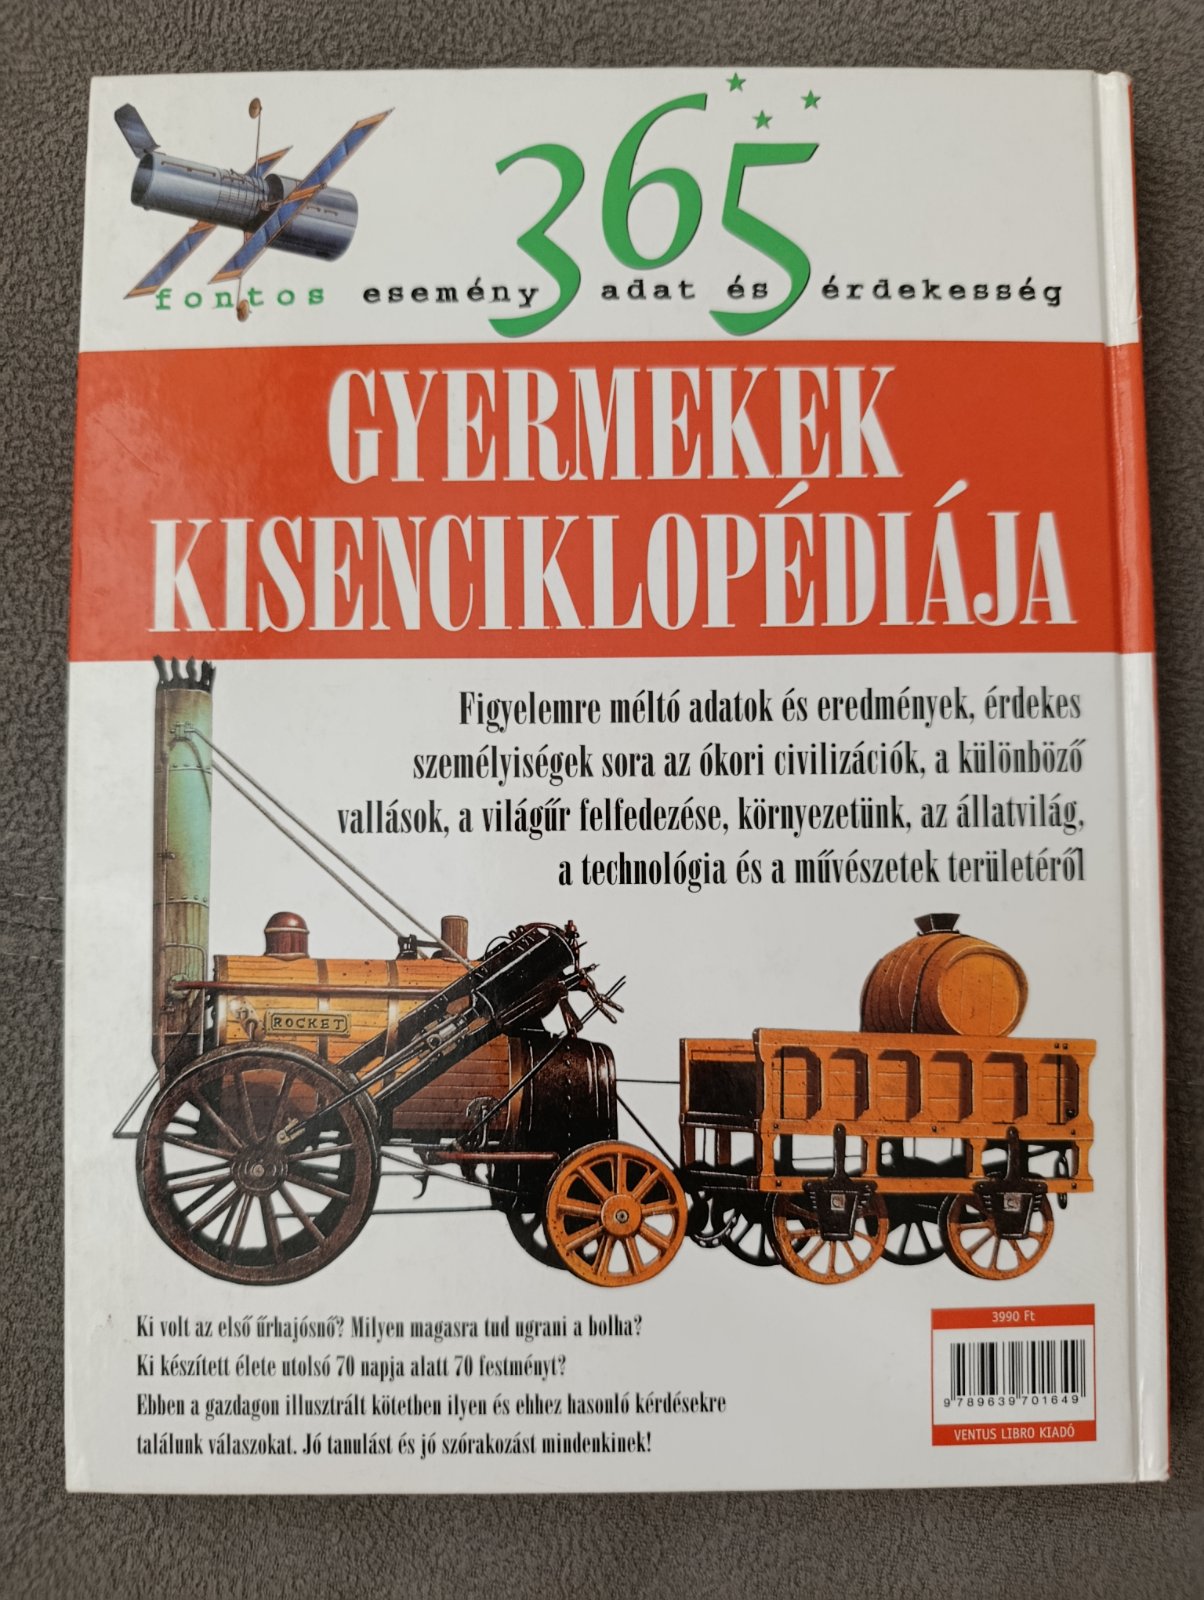 365
fontos esemény adat és érdekesség
GYERMEKEK
KISENCIKLOPÉDIÁJA
Figyelemre méltó adatok és eredmények, érdekes
személyiségek sora az ókori civilizációk, a különböző
vallások, a világűr felfedezése, környezetünk, az állatvilág,
a technológia és a művészetek területéről
ROCKET
Ki volt az első űrhajósnő? Milyen magasra tud ugrani a bolha?
Ki készített élete utolsó 70 napja alatt 70 festményt?
Ebben a gazdagon illusztrált kötetben ilyen és ehhez hasonló kérdésekre
találunk válaszokat. Jó tanulást és jó szórakozást mindenkinek!
3990 Ft
9 789639 701649
VENTUS LIBRO KIADÓ